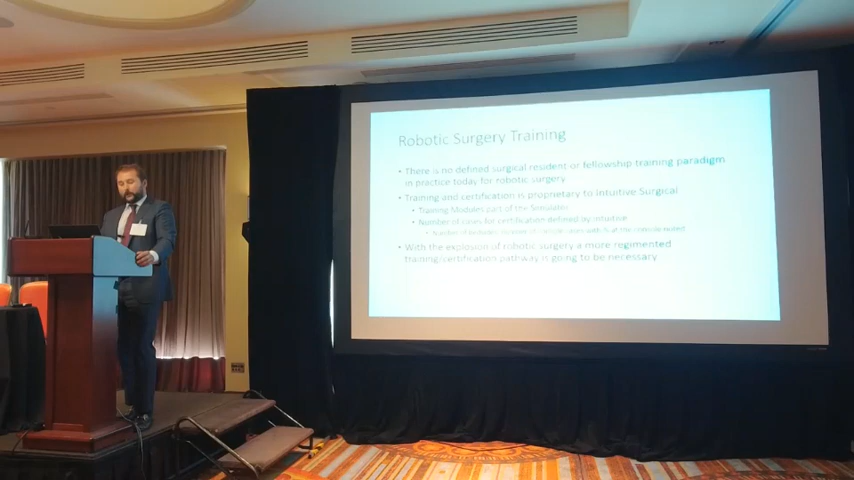 Robotic Surgery Training
• There is no defined surgical resident or fellowship training paradigm
in practice today for robotic surgery
• Training and certification is proprietary to Intuitive Surgical
• Training Modules part of the Simulator
• Number of cases for certification defined by Intuitive
• With the explosion of robotic surgery a more regimented
training/certification pathway is going to be necessary